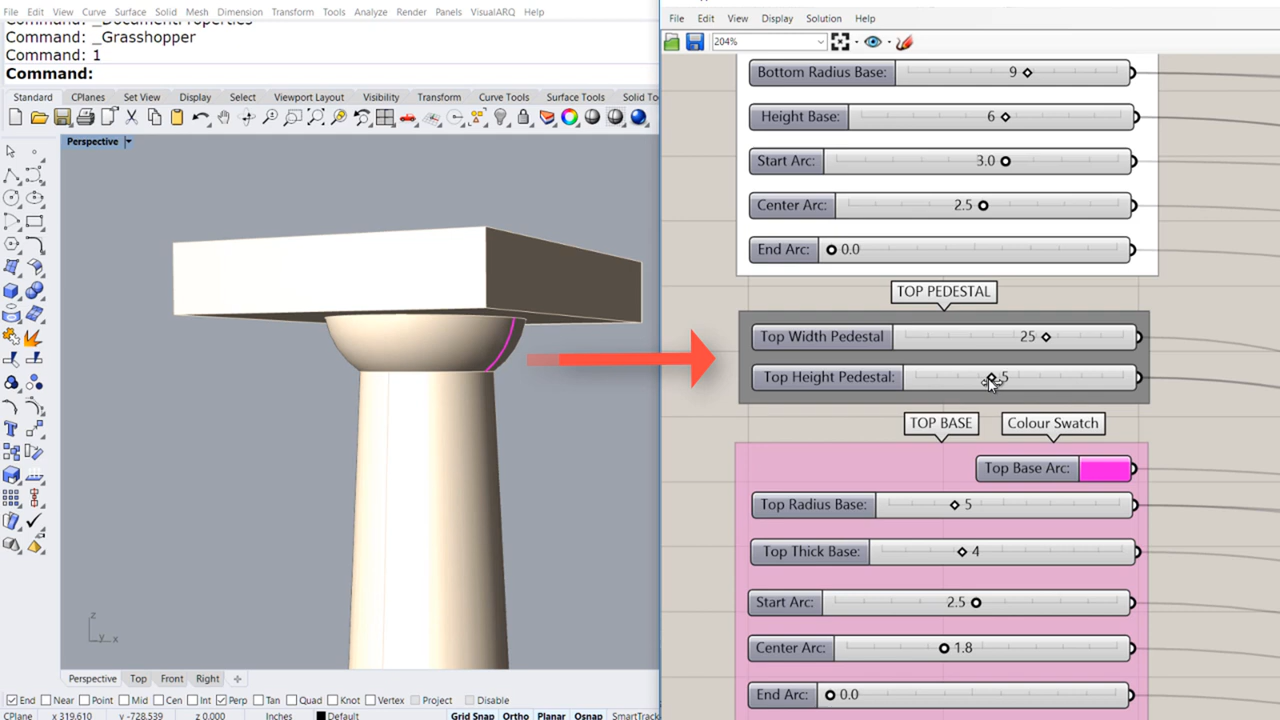 File Edit View Curve Surface Solid Mesh Dimension Transform Tools Analyze Render Panels VisualARQ Help
Command: _DocumentProperties
Command: _Grasshopper
Command: 1
Command:
Standard CPlanes Set View Display Select Viewport Layout Visibility Transform Curve Tools Surface Tools Solid To
Perspective
z
y x
Perspective Top Front Right
End Near Point Mid Cen Int Perp Tan Quad Knot Vertex Project Disable
CPlane x 319.610 y -728.539 z 0.000 Inches Default Grid Snap Ortho Planar Osnap SmartTrack
File Edit View Display Solution Help
204%
Bottom Radius Base: 9
Height Base: 6
Start Arc: 3.0
Center Arc: 2.5
End Arc: 0.0
TOP PEDESTAL
Top Width Pedestal 25
Top Height Pedestal: 5
TOP BASE Colour Swatch
Top Base Arc:
Top Radius Base: 5
Top Thick Base: 4
Start Arc: 2.5
Center Arc: 1.8
End Arc: 0.0